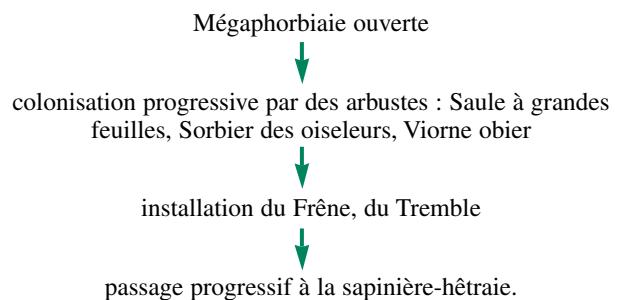 Mégaphorbiaie ouverte
colonisation progressive par des arbustes : Saule à grandes
feuilles, Sorbier des oiseleurs, Viorne obier
installation du Frêne, du Tremble
passage progressif à la sapinière-hêtraie.